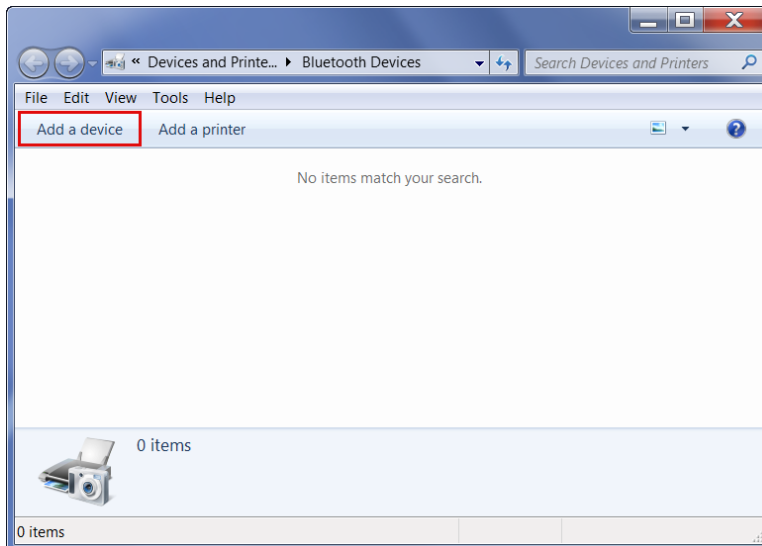 « Devices and Printe... Bluetooth Devices Search Devices and Printers
File Edit View Tools Help
Add a device Add a printer
No items match your search.
0 items
0 items